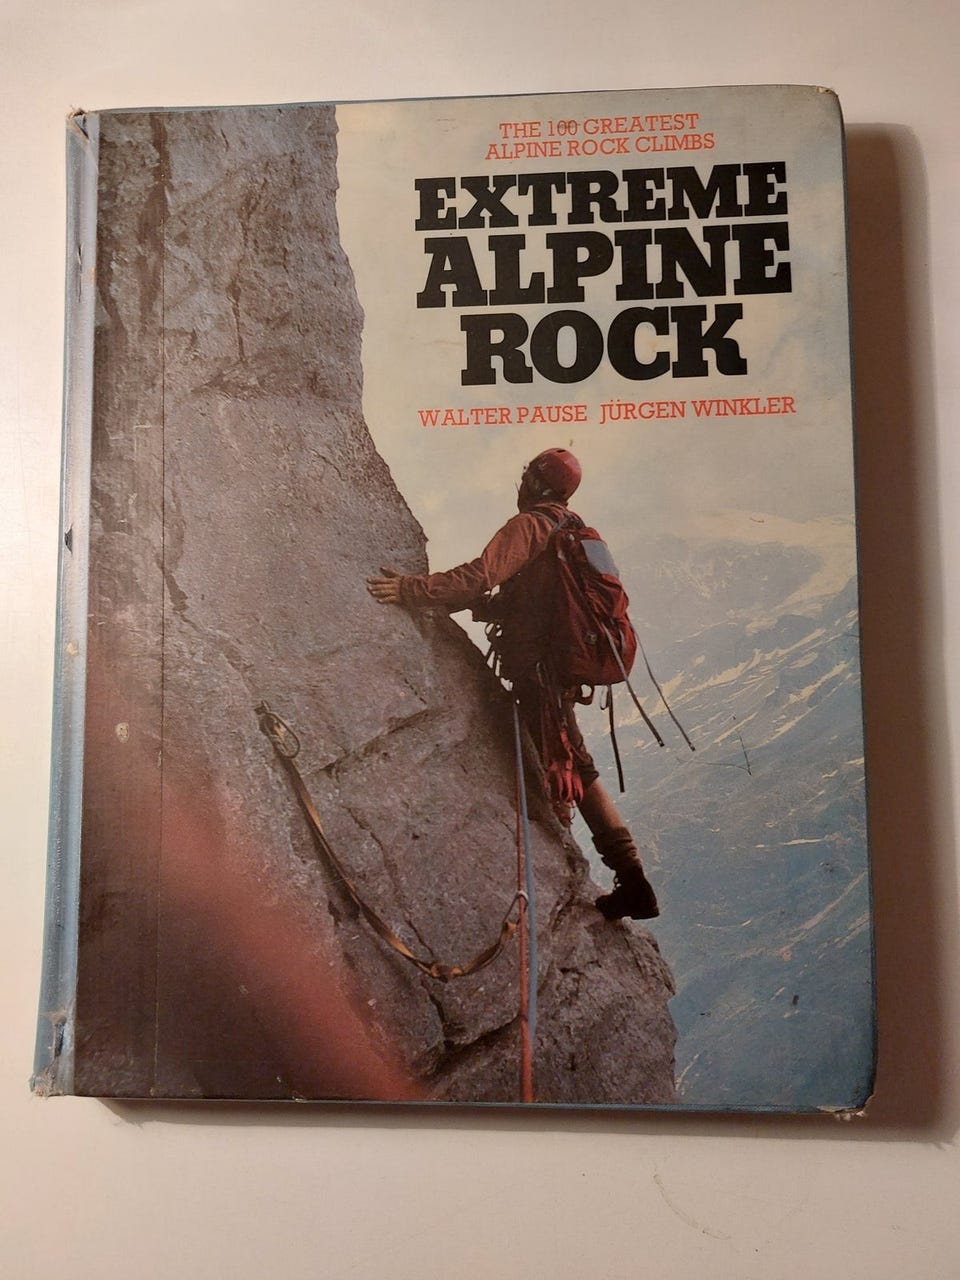 THE 100 GREATEST
ALPINE ROCK CLIMBS
EXTREME
ALPINE
ROCK
WALTER PAUSE JÜRGEN WINKLER